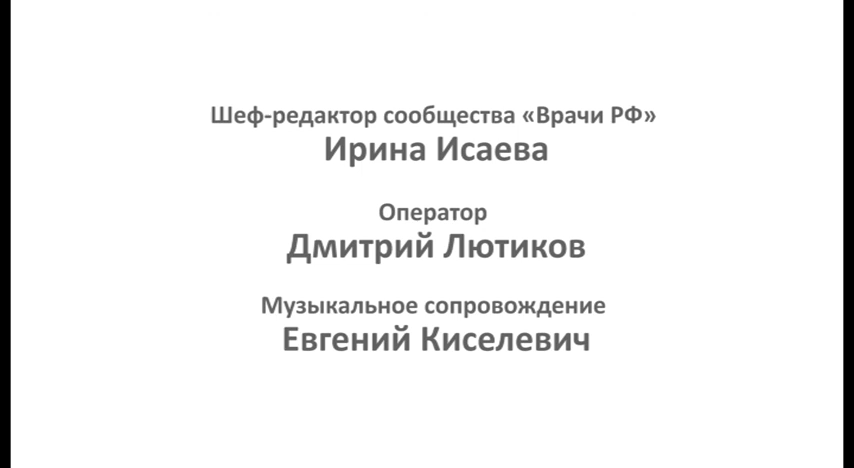 Шеф-редактор сообщества «Врачи РФ»
Ирина Исаева
Оператор
Дмитрий Лютиков
Музыкальное сопровождение
Евгений Киселевич